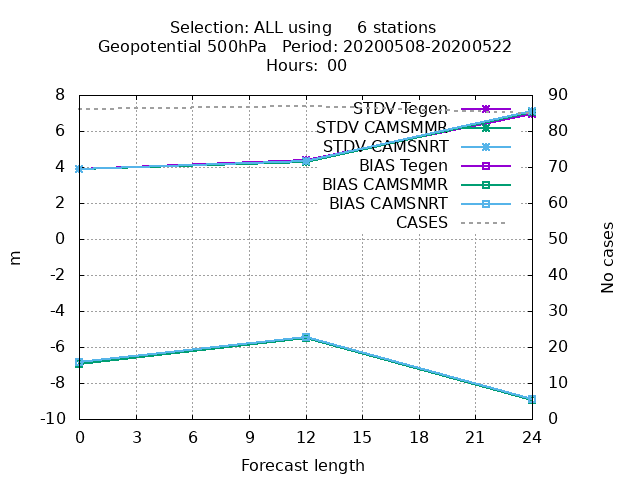 Selection: ALL using     6 stations
Geopotential 500hPa   Period: 20200508-20200522
Hours: 00
8 90
STDV Tegen
6 80
STDV CAMSMMR
STDV CAMSNRT
4 70
BIAS Tegen
BIAS CAMSMMR
2 60
BIAS CAMSNRT
CASES
0 50
m
No cases
-2 40
-4 30
-6 20
-8 10
-10 0
0 3 6 9 12 15 18 21 24
Forecast length